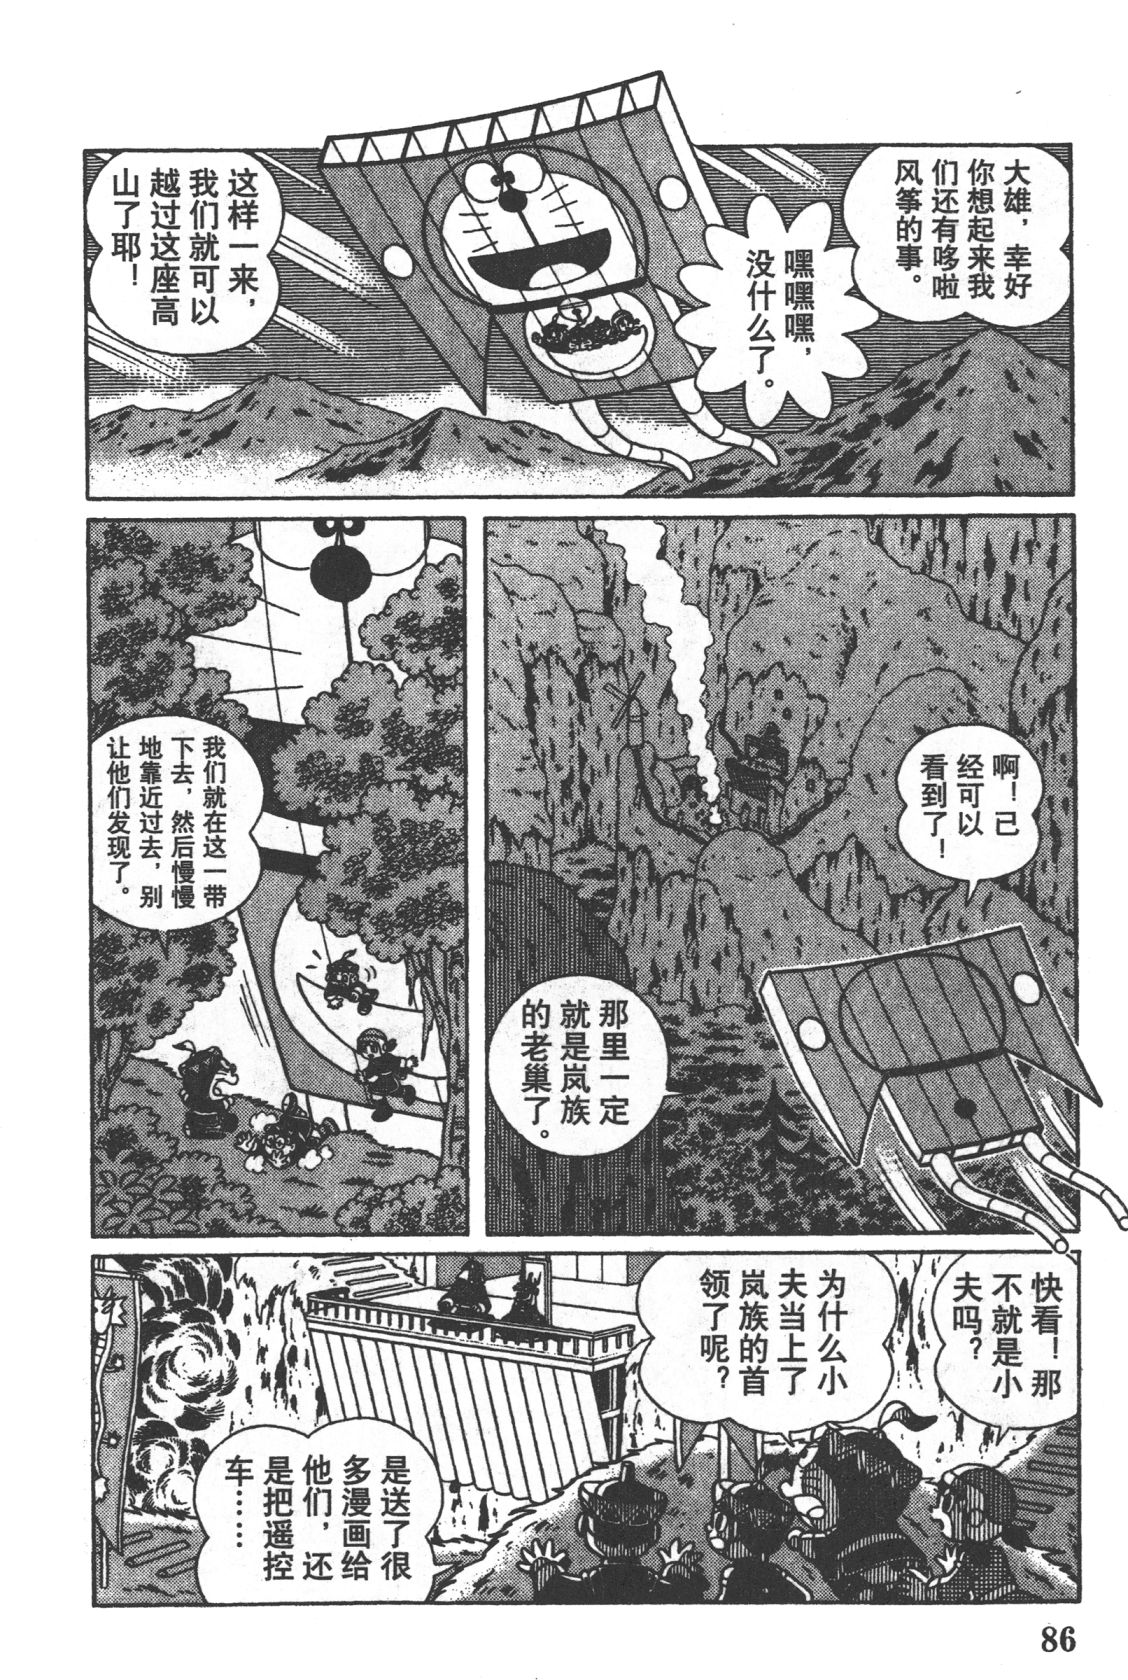 大雄，幸好
你想起来我
们还有哆啦
风筝的事。
嘿嘿嘿，
没什么了。
这样一来，
我们就可以
越过这座高
山了耶！
啊！已
经可以
看到了！
那里一定
就是岚族
的老巢了。
我们就在这一带
下去，然后慢慢
地靠近过去，别
让他们发现了。
快看！那
不就是小
夫吗？
为什么小
夫当上了
岚族的首
领了呢？
是送了很
多漫画给
他们，还
是把遥控
车……
86